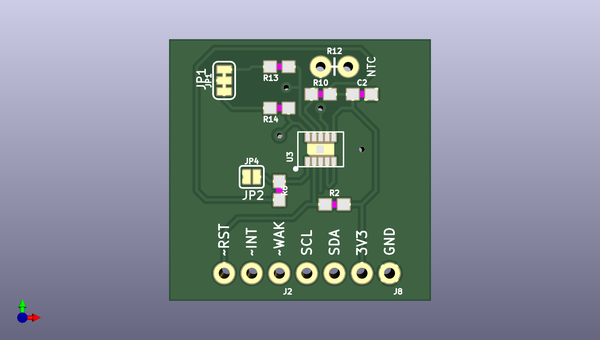 R12
JP1
JP1
NTC
R13
R10
C2
R14
U3
JP4
JP2
R2
~RST
~INT
~WAK
SCL
SDA
3V3
GND
J2
J8